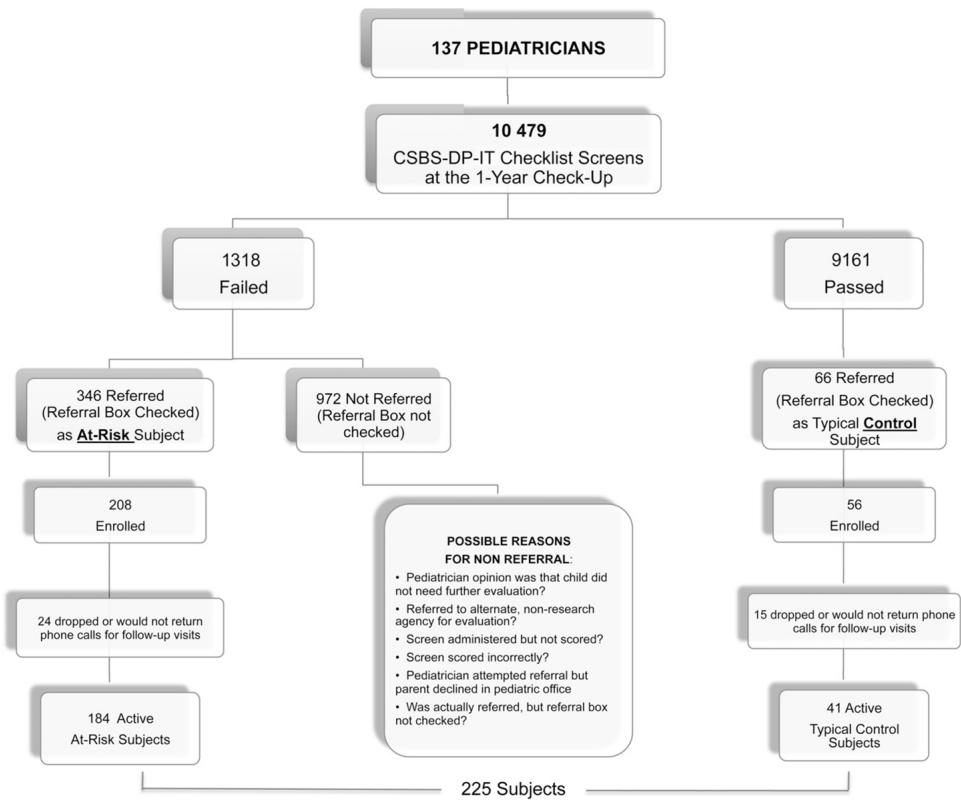 137 PEDIATRICIANS
10 479
CSBS-DP-IT Checklist Screens
at the 1-Year Check-Up
1318
Failed
9161
Passed
346 Referred
(Referral Box Checked)
as At-Risk Subject
972 Not Referred
(Referral Box not
checked)
66 Referred
(Referral Box Checked)
as Typical Control
Subject
208
Enrolled
56
Enrolled
POSSIBLE REASONS
FOR NON REFERRAL:
• Pediatrician opinion was that child did
not need further evaluation?
• Referred to alternate, non-research
agency for evaluation?
• Screen administered but not scored?
• Screen scored incorrectly?
• Pediatrician attempted referral but
parent declined in pediatric office
• Was actually referred, but referral box
not checked?
24 dropped or would not return
phone calls for follow-up visits
15 dropped or would not return phone
calls for follow-up visits
184 Active
At-Risk Subjects
41 Active
Typical Control
Subjects
225 Subjects